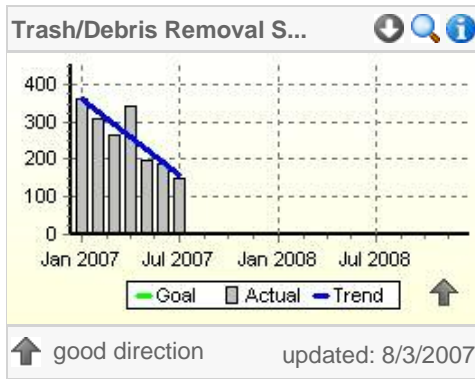 Trash/Debris Removal S...
400
300
200
100
0
Jan 2007 Jul 2007 Jan 2008 Jul 2008
Goal Actual Trend
good direction updated: 8/3/2007